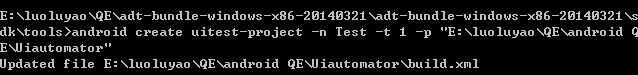 E:\luoluyao\QE\adt-bundle-windows-x86-20140321\adt-bundle-windows-x86-20140321\s
dk\tools>android create uitest-project -n Test -t 1 -p "E:\luoluyao\QE\android Q
E\Uiautomator"
Updated file E:\luoluyao\QE\android QE\Uiautomator\build.xml